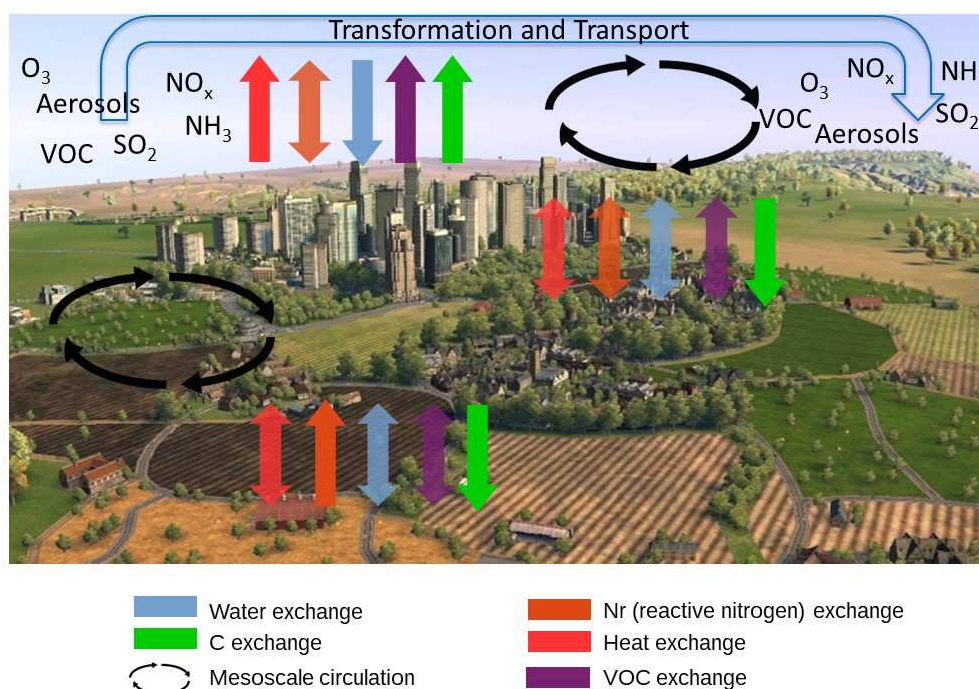 Transformation and Transport
O3
Aerosols
VOC
SO2
NOx
NH3
O3
NOx
NH
VOC
SO2
Aerosols
Water exchange
C exchange
Mesoscale circulation
Nr (reactive nitrogen) exchange
Heat exchange
VOC exchange